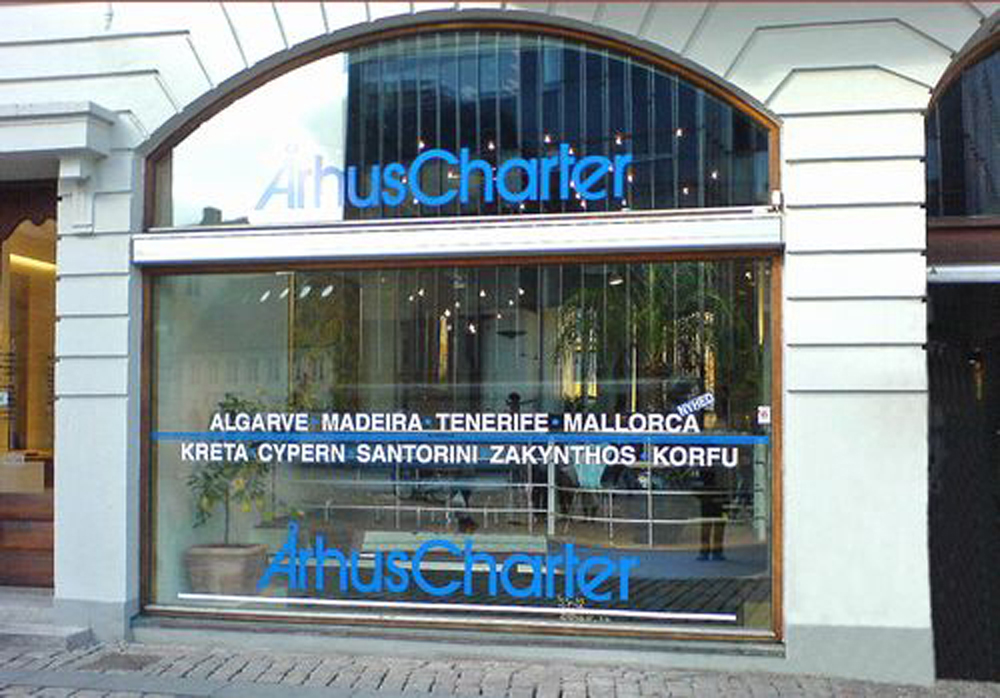 ÅrhusCharter
NYHED
ALGARVE MADEIRA TENERIFE MALLORCA
KRETA CYPERN SANTORINI ZAKYNTHOS KORFU
ÅrhusCharter